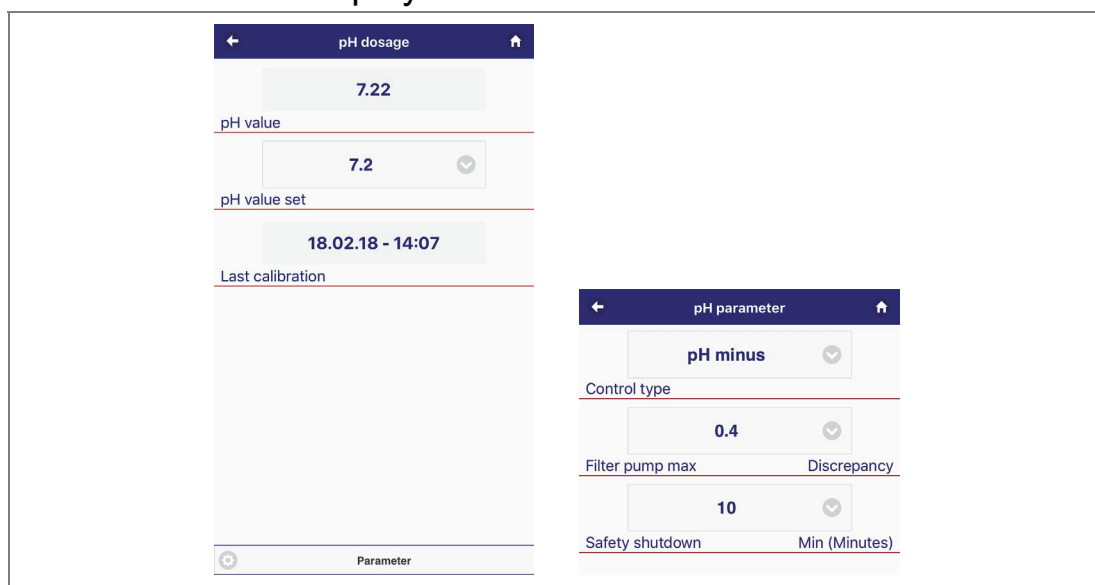 pH dosage
7.22
pH value
7.2
pH value set
18.02.18 - 14:07
Last calibration
Parameter
pH parameter
pH minus
Control type
0.4
Filter pump max Discrepancy
10
Safety shutdown Min (Minutes)